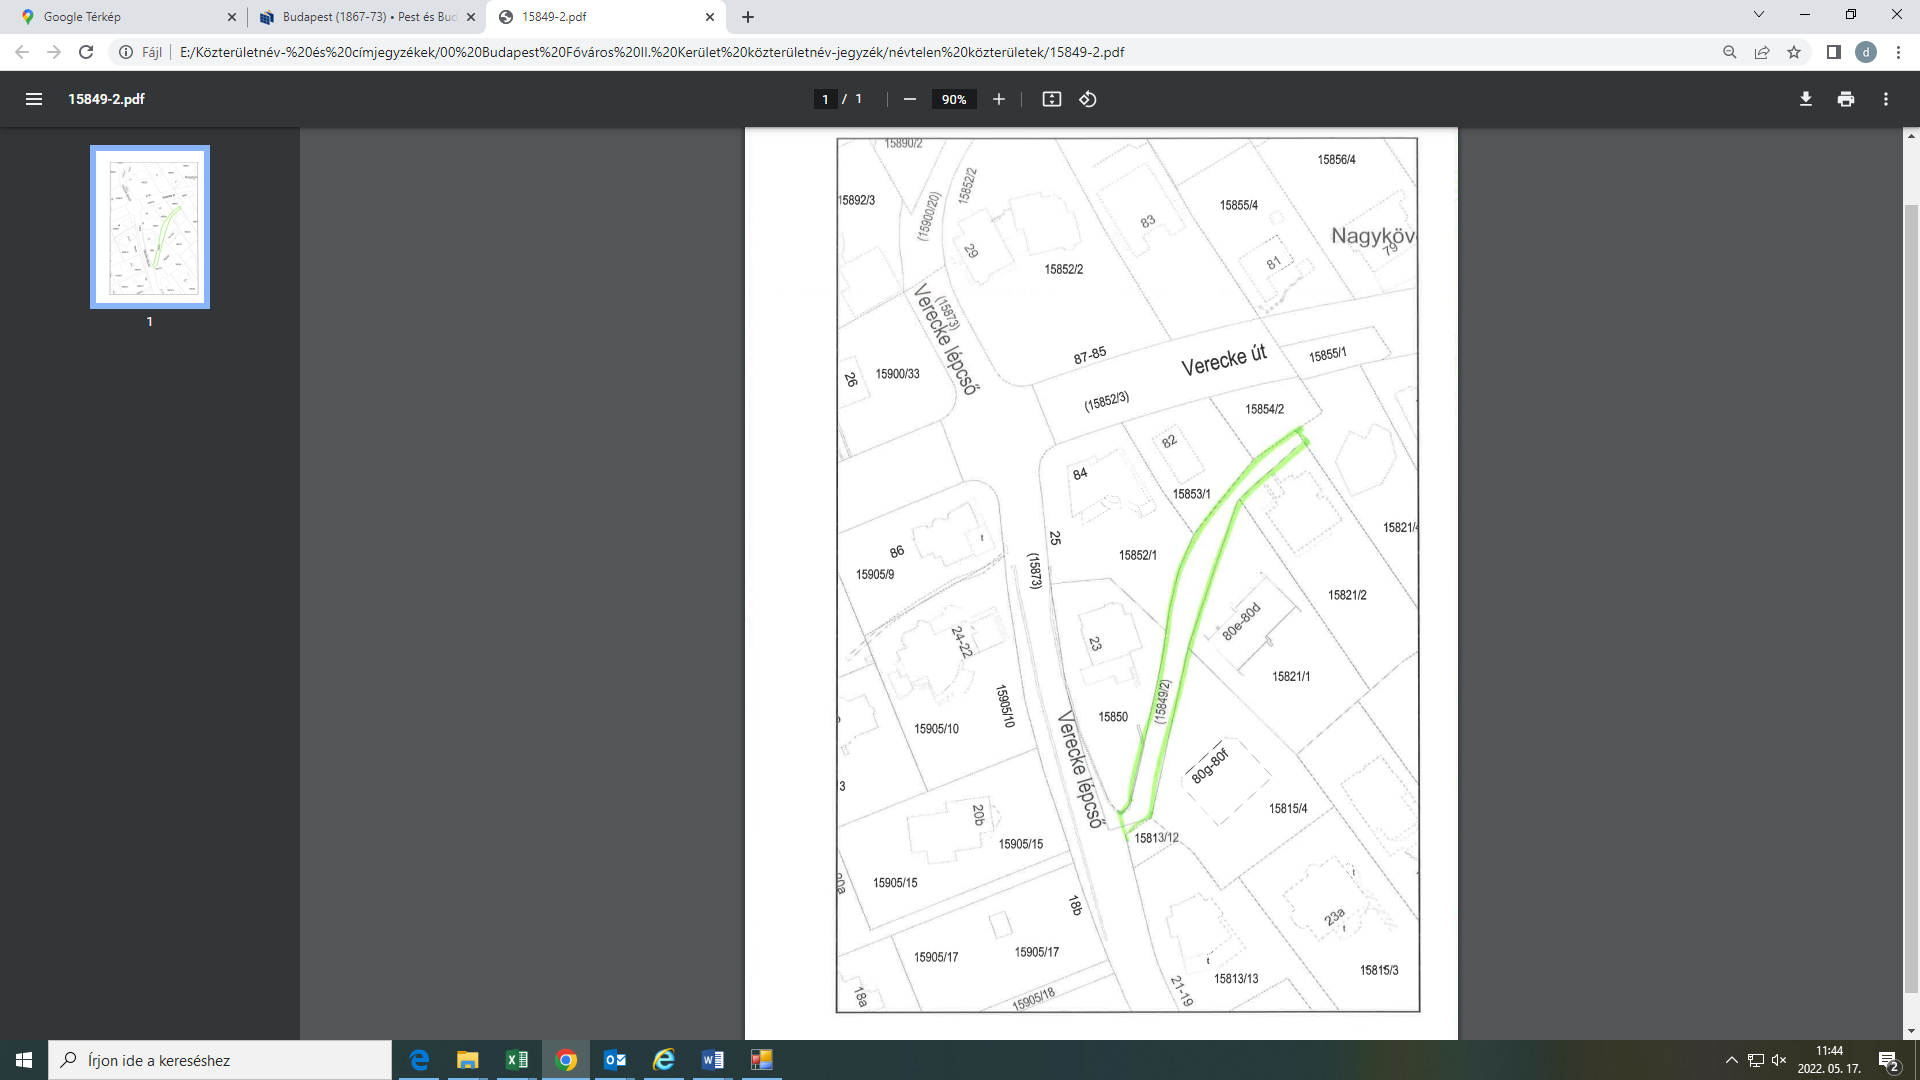 Google Térkép
Budapest (1867-73) • Pest és Bud
15849-2.pdf
Fájl
E:/Közterületnév-%20és%20címjegyzékek/00%20Budapest%20Főváros%20II.%20Kerület%20közterületnév-jegyzék/névtelen%20közterületek/15849-2.pdf
d
15849-2.pdf
1 / 1
90%
1
15890/2
15892/3
(15900/20)
15852/2
29
15852/2
83
15855/4
15856/4
Nagyköv
79
81
Verecke lépcső
(15873)
87-85
Verecke út
15855/1
26
15900/33
(15852/3)
15854/2
82
84
15853/1
15821/4
25
86
t
15905/9
(15873)
15852/1
15821/2
80e-80d
24-22
23
15821/1
15905/10
15905/10
15850
(15849/2)
Verecke lépcső
80g-80f
3
20b
15815/4
15905/15
15813/12
15905/15
20a
18b
23a
t
t
15905/17
15905/17
t
15813/13
15815/3
18a
15905/18
21-19
Írjon ide a kereséshez
11:44
2022. 05. 17.
2